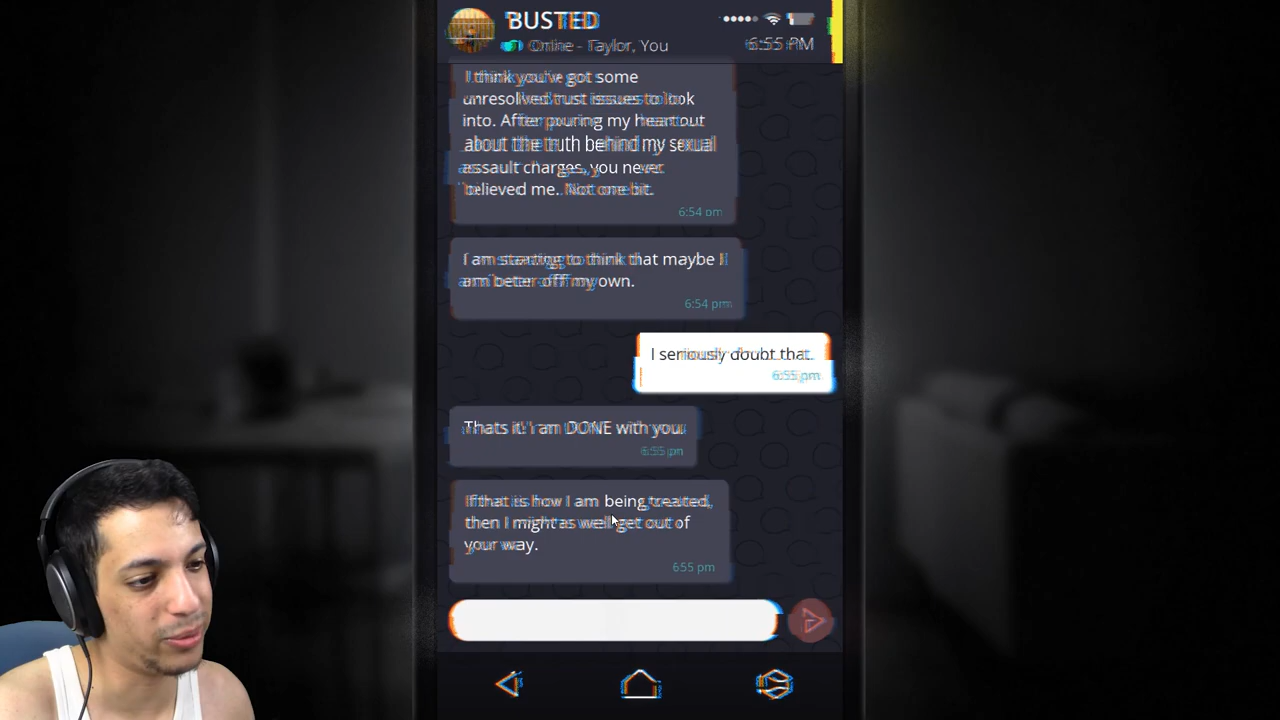 BUSTED
Online - Taylor, You
6:55 PM
I think you've got some
unresolved trust issues to look
into. After pouring my heart out
about the truth behind my sexual
assault charges, you never
believed me. Not one bit.
6:54 pm
I am starting to think that maybe I
am beter off my own.
6:54 pm
I seriously doubt that.
6:55 pm
Thats it! I am DONE with you.
6:55 pm
If that is how I am being treated,
then I might as well get out of
your way.
6:55 pm